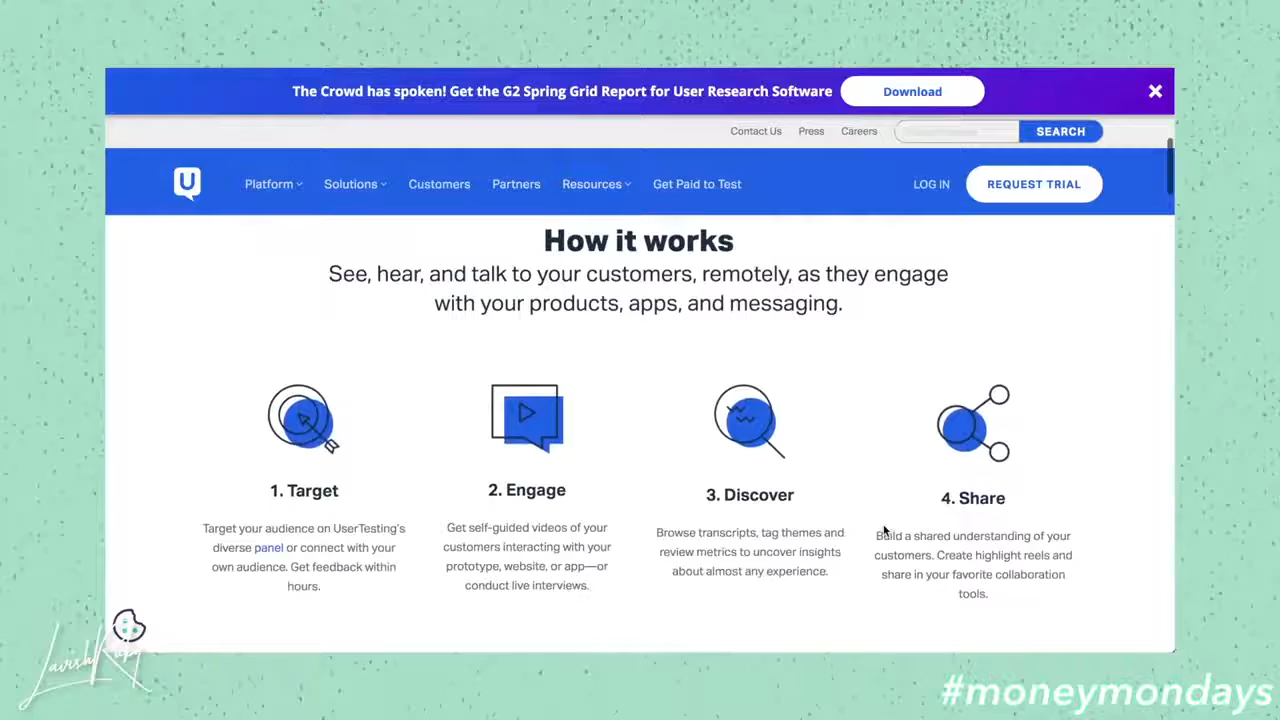 The Crowd has spoken! Get the G2 Spring Grid Report for User Research Software Download
Contact Us Press Careers SEARCH
U Platform Solutions Customers Partners Resources Get Paid to Test LOG IN REQUEST TRIAL
How it works
See, hear, and talk to your customers, remotely, as they engage
with your products, apps, and messaging.
1. Target
Target your audience on UserTesting's
diverse panel or connect with your
own audience. Get feedback within
hours.
2. Engage
Get self-guided videos of your
customers interacting with your
prototype, website, or app—or
conduct live interviews.
3. Discover
Browse transcripts, tag themes and
review metrics to uncover insights
about almost any experience.
4. Share
Build a shared understanding of your
customers. Create highlight reels and
share in your favorite collaboration
tools.
LavishRuby
#moneymondays